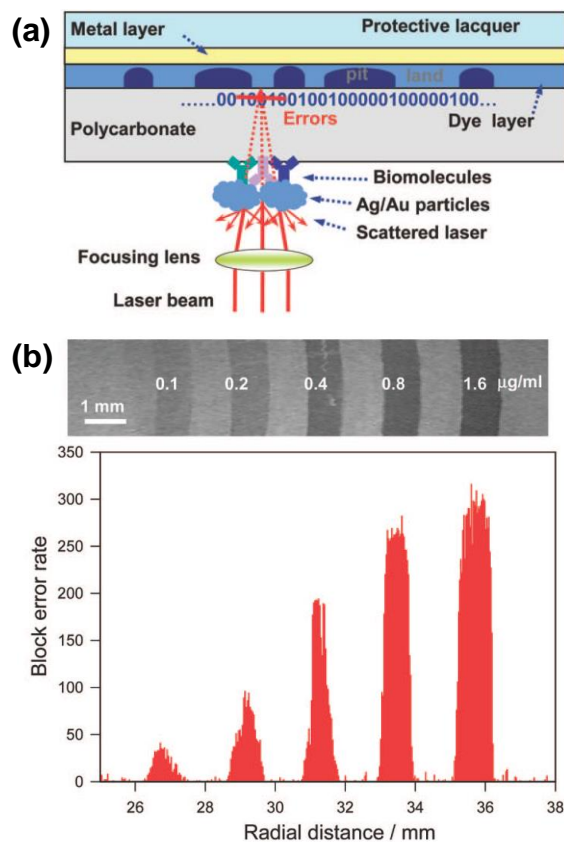 (a)
Metal layer
Protective lacquer
pit
land
......001001001001000001000000100...
Errors
Polycarbonate
Dye layer
Biomolecules
Ag/Au particles
Scattered laser
Focusing lens
Laser beam
(b)
0.1 0.2 0.4 0.8 1.6 μg/ml
1 mm
350
300
250
200
150
100
50
0
Block error rate
26 28 30 32 34 36 38
Radial distance / mm